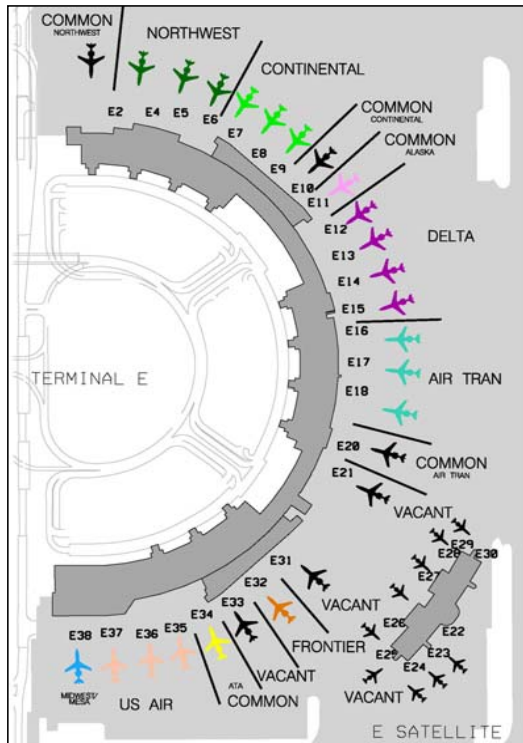 COMMON
NORTHWEST
NORTHWEST
CONTINENTAL
COMMON
CONTINENTAL
COMMON
ALASKA
E2
E4
E5
E6
E7
E8
E9
E10
E11
E12
DELTA
E13
E14
E15
E16
E17
E18
AIR TRAN
TERMINAL E
E20
COMMON
AIR TRAN
E21
VACANT
E29
E28
E30
E27
E31
E32
VACANT
E26
E22
E33
E34
FRONTIER
E25
E23
E24
E35
E36
E37
E38
VACANT
VACANT
ATA
COMMON
MIDWEST/
MESA
US AIR
E SATELLITE